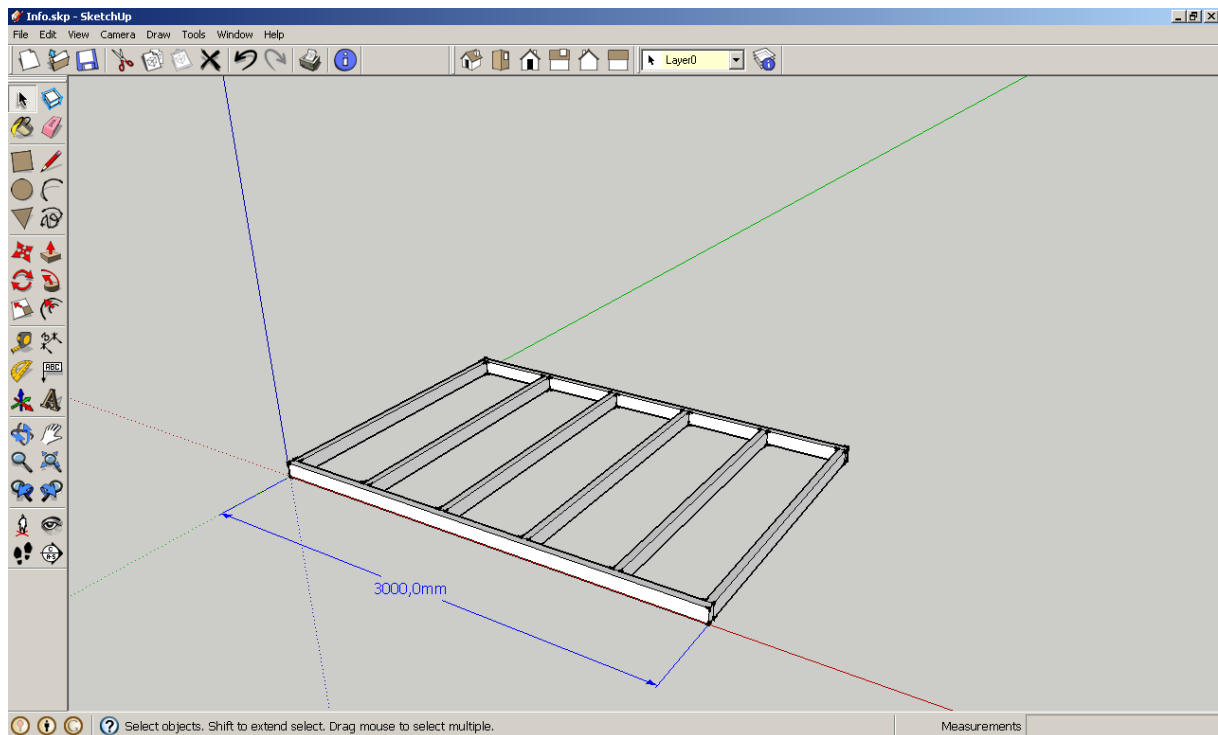 Info.skp - SketchUp
File Edit View Camera Draw Tools Window Help
Layer0
ABC
3000,0mm
Select objects. Shift to extend select. Drag mouse to select multiple.
Measurements